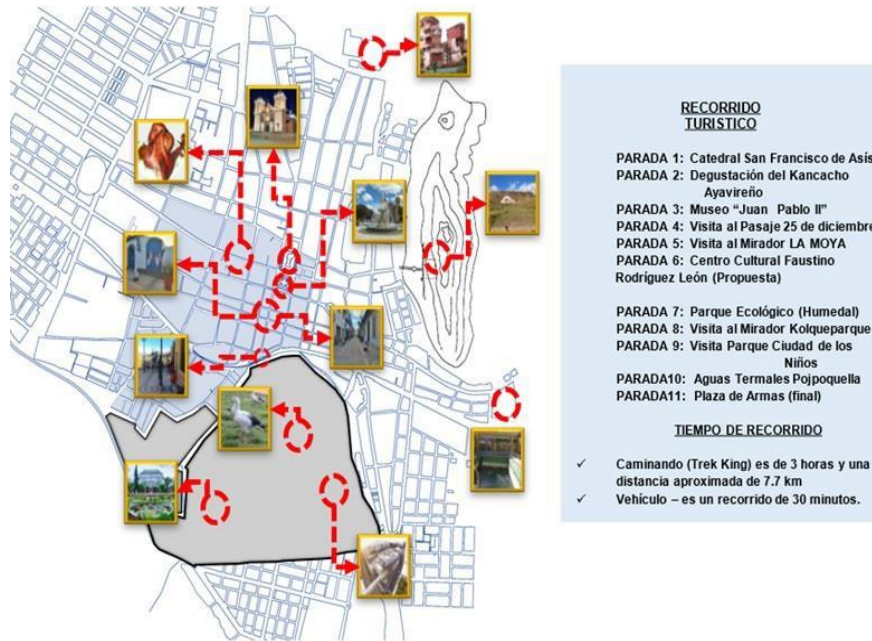 RECORRIDO
TURISTICO
PARADA 1: Catedral San Francisco de Asís
PARADA 2: Degustación del Kancacho
Ayavireño
PARADA 3: Museo “Juan Pablo II”
PARADA 4: Visita al Pasaje 25 de diciembre
PARADA 5: Visita al Mirador LA MOYA
PARADA 6: Centro Cultural Faustino
Rodríguez León (Propuesta)
PARADA 7: Parque Ecológico (Humedal)
PARADA 8: Visita al Mirador Kolqueparque
PARADA 9: Visita Parque Ciudad de los
Niños
PARADA10: Aguas Termales Pojpoquella
PARADA11: Plaza de Armas (final)
TIEMPO DE RECORRIDO
✓ Caminando (Trek King) es de 3 horas y una
distancia aproximada de 7.7 km
✓ Vehículo – es un recorrido de 30 minutos.